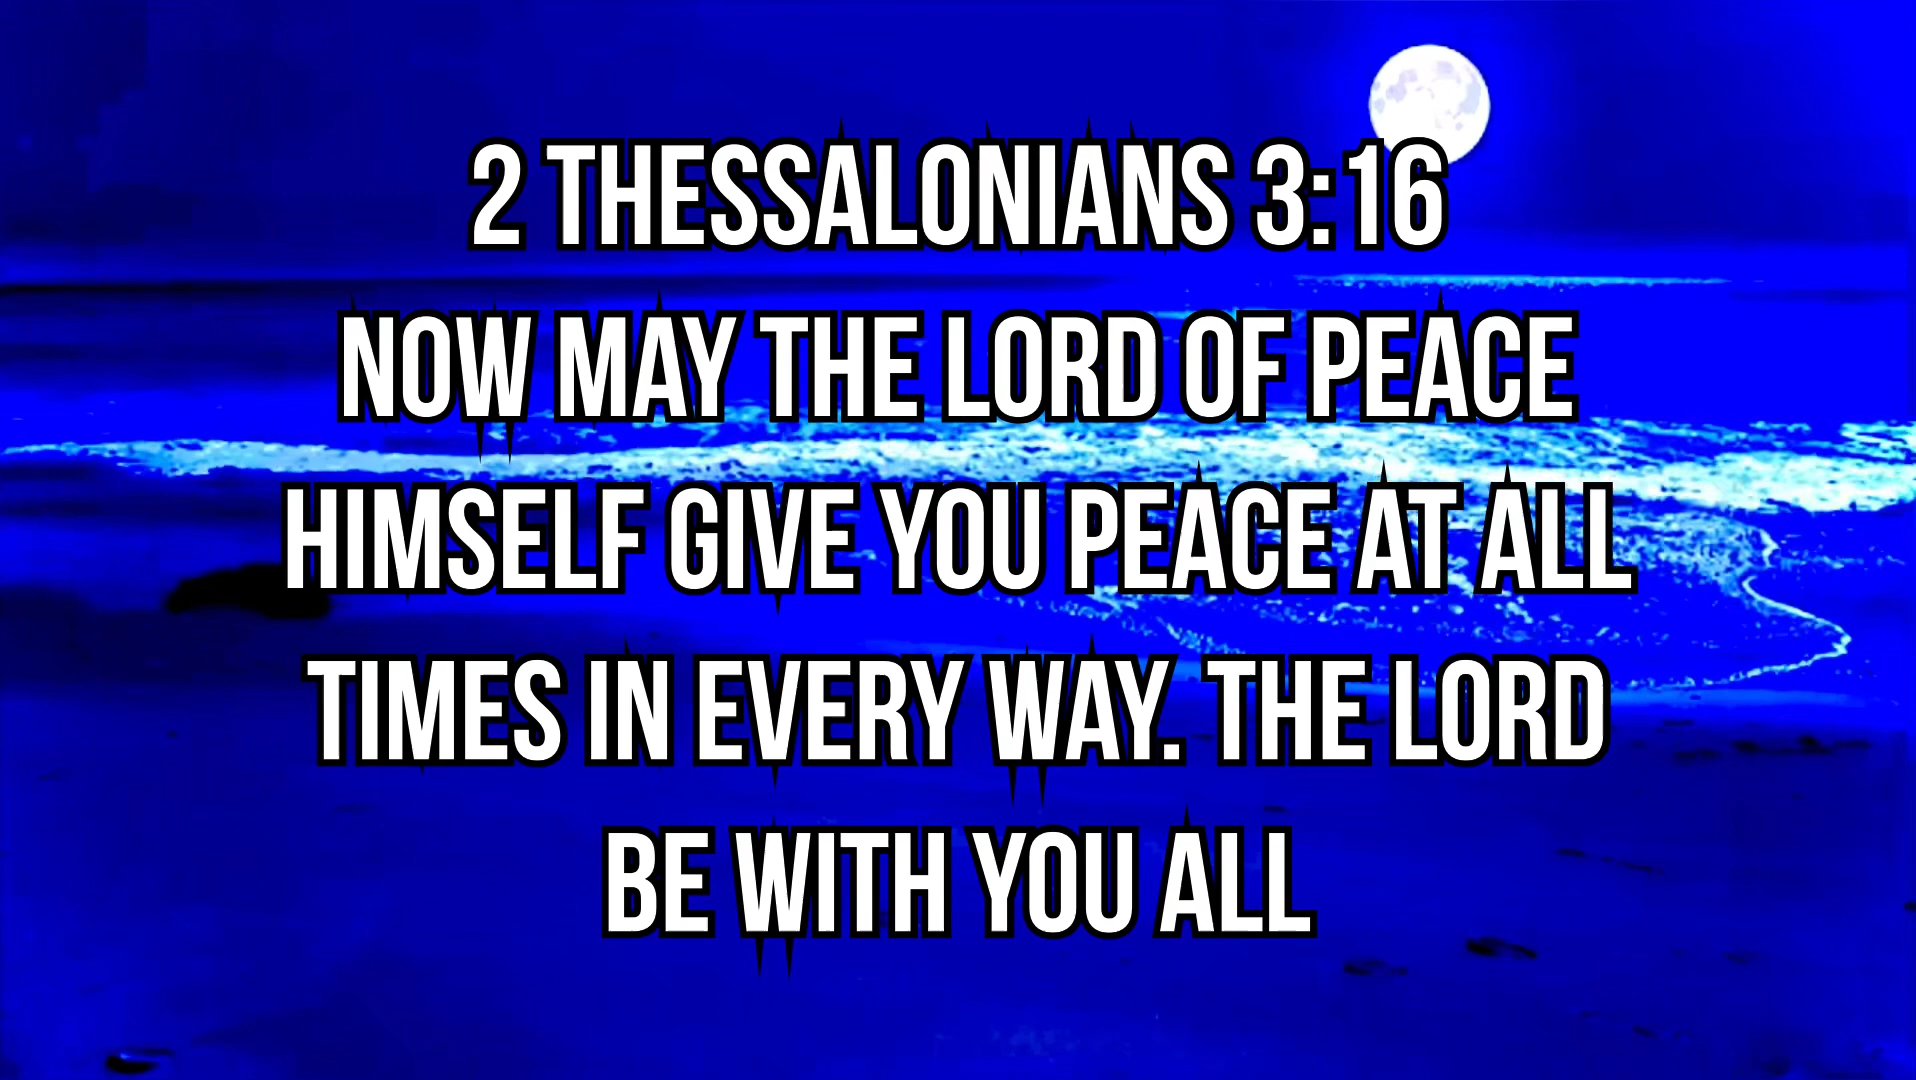 2 THESSALONIANS 3:16
NOW MAY THE LORD OF PEACE
HIMSELF GIVE YOU PEACE AT ALL
TIMES IN EVERY WAY. THE LORD
BE WITH YOU ALL